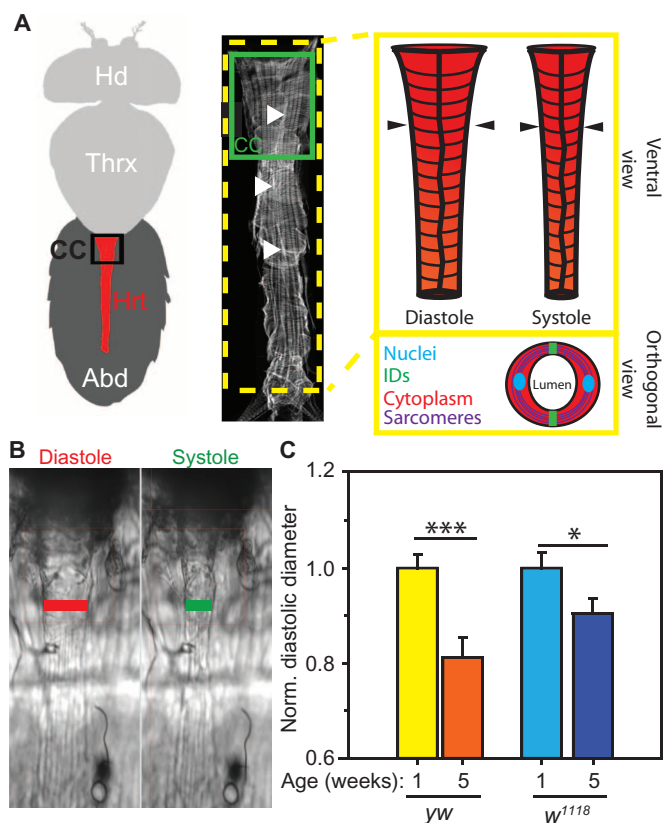 A
Hd
Thrx
CC
Hrt
Abd
CC
Diastole
Systole
Ventral view
Nuclei
IDs
Cytoplasm
Sarcomeres
Lumen
Orthogonal view
B
Diastole
Systole
C
Norm. diastolic diameter
1.2
1.0
0.8
0.6
***
*
Age (weeks): 1 5 1 5
yw w¹¹¹⁸